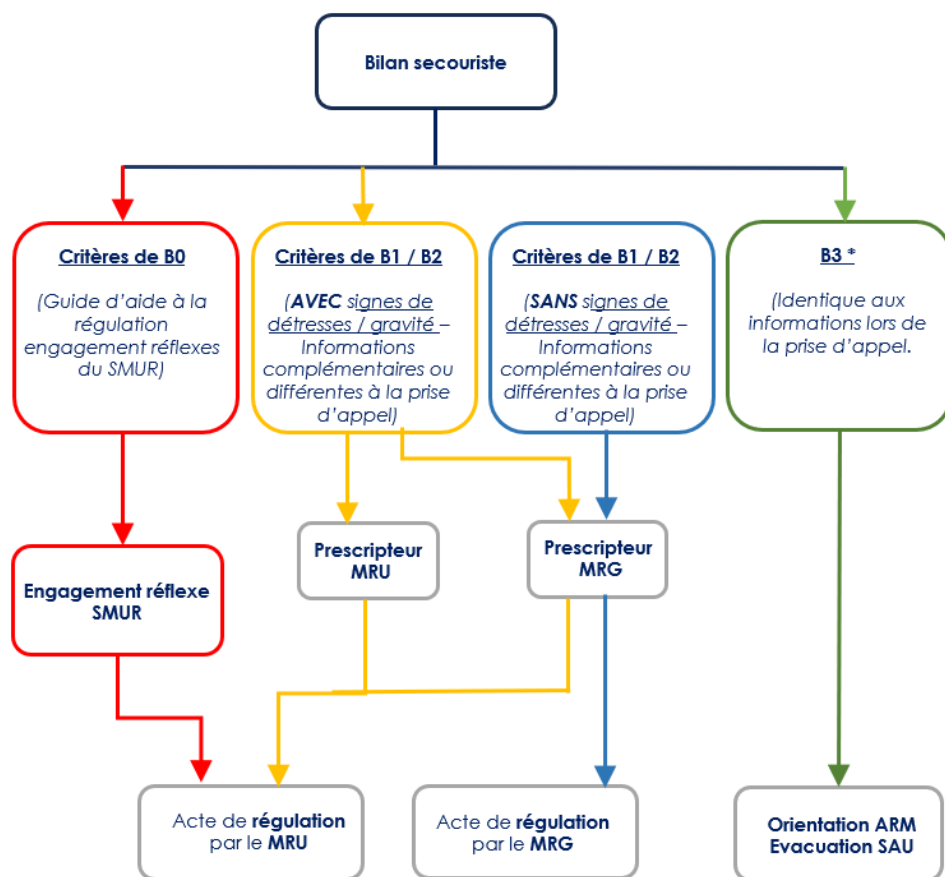 Bilan secouriste
Critères de B0
(Guide d'aide à la
régulation
engagement réflexes
du SMUR)
Critères de B1 / B2
(AVEC signes de
détresses / gravité –
Informations
complémentaires ou
différentes à la prise
d'appel)
Critères de B1 / B2
(SANS signes de
détresses / gravité –
Informations
complémentaires ou
différentes à la prise
d'appel)
B3 *
(Identique aux
informations lors de
la prise d'appel.
Engagement réflexe
SMUR
Prescripteur
MRU
Prescripteur
MRG
Acte de régulation
par le MRU
Acte de régulation
par le MRG
Orientation ARM
Evacuation SAU